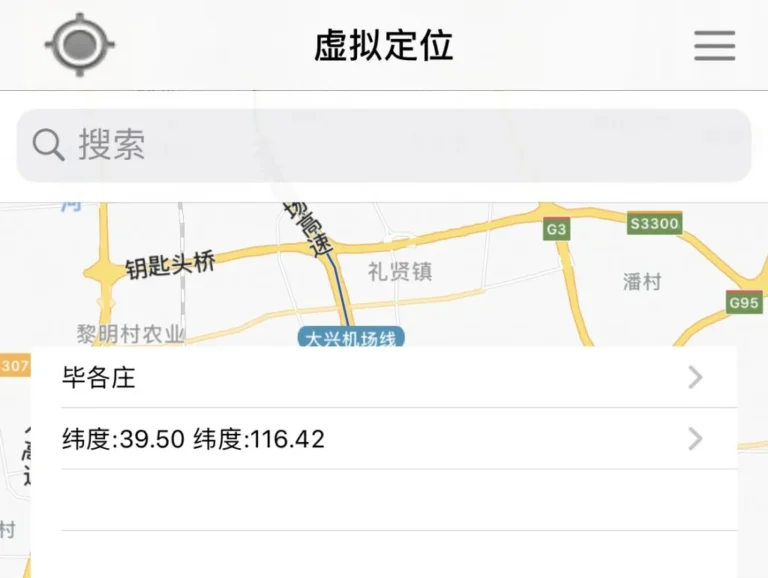 虚拟定位
搜索
河
场高速
G3
S3300
钥匙头桥
礼贤镇
潘村
G95
黎明村农业
大兴机场线
307
毕各庄
纬度:39.50 纬度:116.42
高速
村